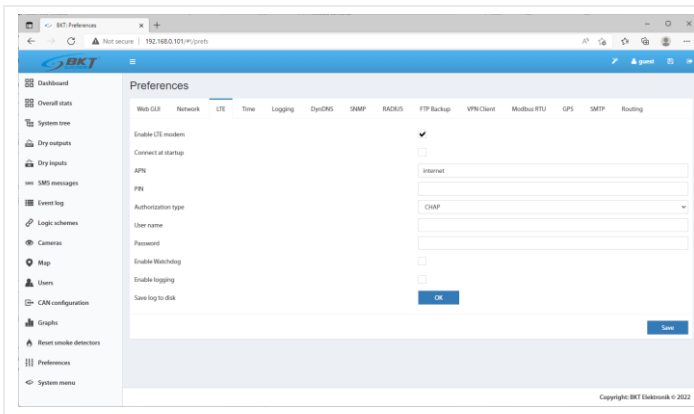 BKT: Preferences
Not secure | 192.168.0.101/#!/prefs
BKT
guest
Dashboard
Overall stats
System tree
Dry outputs
Dry inputs
SMS messages
Event log
Logic schemes
Cameras
Map
Users
CAN configuration
Graphs
Reset smoke detectors
Preferences
System menu
Preferences
Web GUI Network LTE Time Logging DynDNS SNMP RADIUS FTP Backup VPN Client Modbus RTU GPS SMTP Routing
Enable LTE modem
Connect at startup
APN internet
PIN
Authorization type CHAP
User name
Password
Enable Watchdog
Enable logging
Save log to disk OK
Save
Copyright: BKT Elektronik © 2022